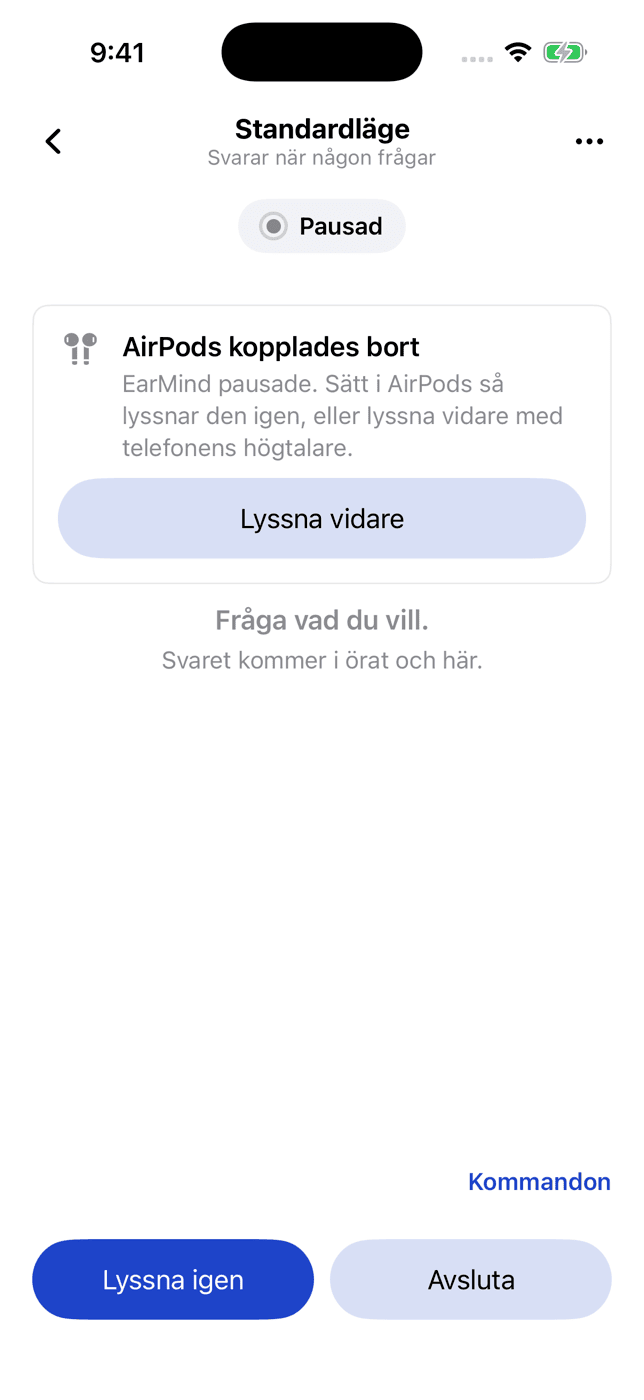 9:41
Standardläge
Svarar när någon frågar
Pausad
AirPods kopplades bort
EarMind pausade. Sätt i AirPods så
lyssnar den igen, eller lyssna vidare med
telefonens högtalare.
Lyssna vidare
Fråga vad du vill.
Svaret kommer i örat och här.
Kommandon
Lyssna igen
Avsluta